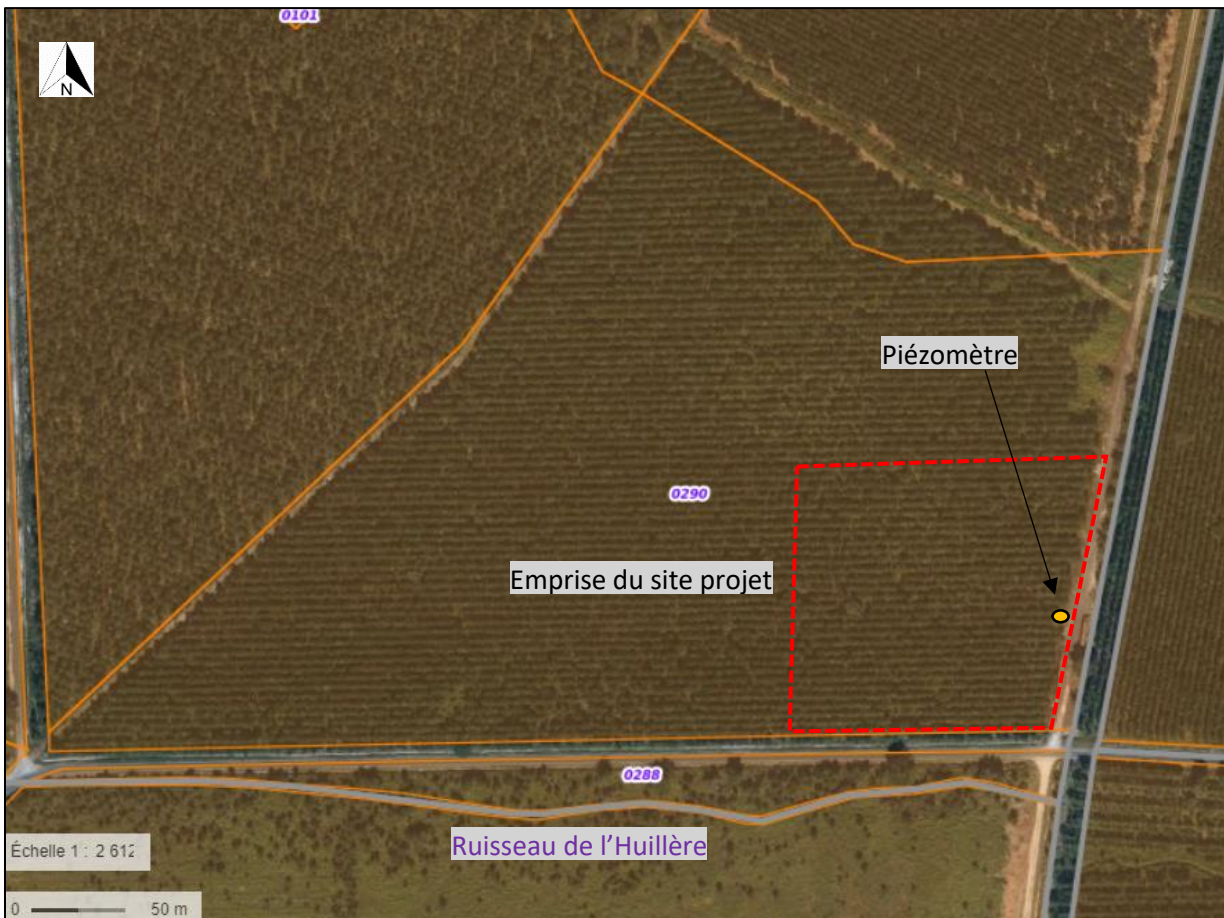 0101
N
Piézomètre
0290
Emprise du site projet
0288
Ruisseau de l’Huillère
Échelle 1 : 2 612
0 50 m